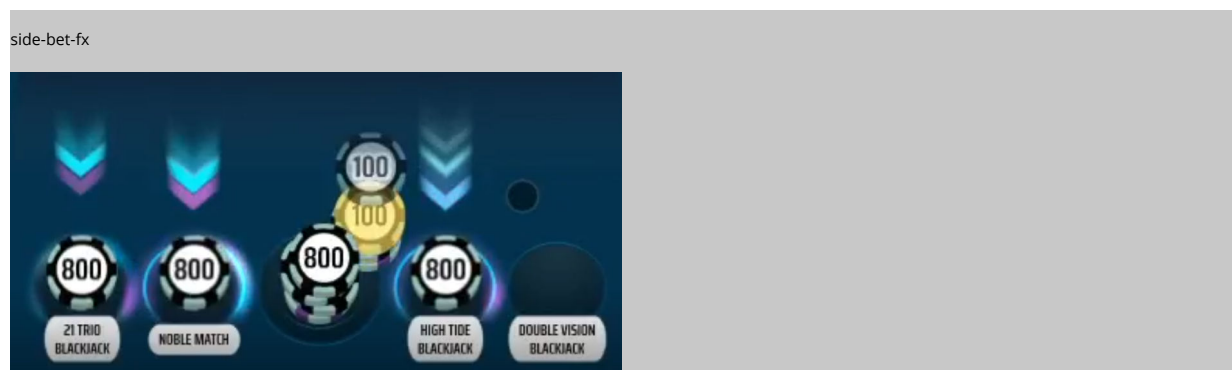 side-bet-fx
100
100
800
800
800
800
21 TRIO
BLACKJACK
NOBLE MATCH
HIGH TIDE
BLACKJACK
DOUBLE VISION
BLACKJACK